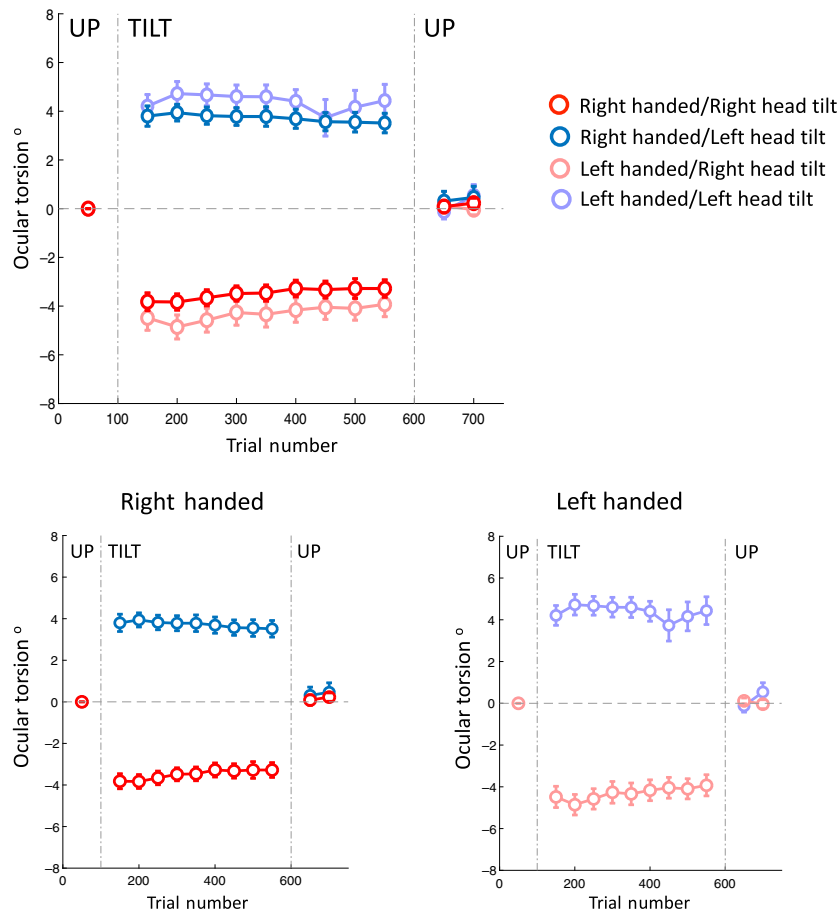 UP TILT UP
8
6
4
2
0
−2
−4
−6
−8
Ocular torsion º
0 100 200 300 400 500 600 700
Trial number
Right handed/Right head tilt
Right handed/Left head tilt
Left handed/Right head tilt
Left handed/Left head tilt
Right handed
UP TILT UP
8
6
4
2
0
−2
−4
−6
−8
Ocular torsion º
0 200 400 600
Trial number
Left handed
UP TILT UP
8
6
4
2
0
−2
−4
−6
−8
Ocular torsion º
0 200 400 600
Trial number